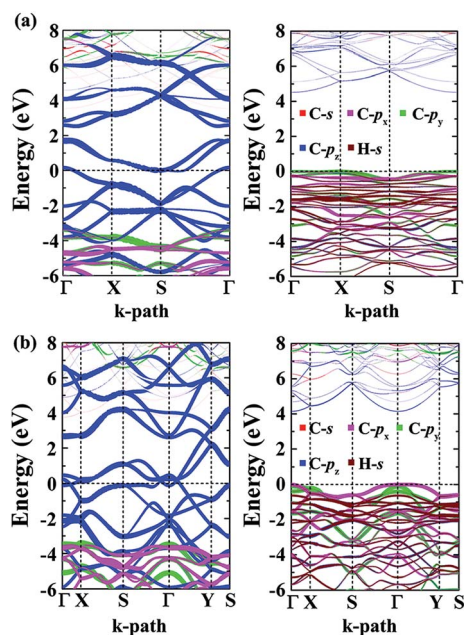 (a)
8
6
4
2
0
-2
-4
-6
Energy (eV)
Γ X S Γ
k-path
8
6
4
2
0
-2
-4
-6
Energy (eV)
C-s C-px C-py
C-pz H-s
Γ X S Γ
k-path
(b)
8
6
4
2
0
-2
-4
-6
Energy (eV)
Γ X S Γ Y S
k-path
8
6
4
2
0
-2
-4
-6
Energy (eV)
C-s C-px C-py
C-pz H-s
Γ X S Γ Y S
k-path